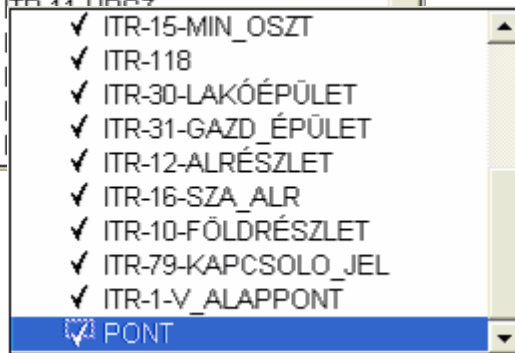 ITR-15-MIN_OSZT
ITR-118
ITR-30-LAKÓÉPÜLET
ITR-31-GAZD_ÉPÜLET
ITR-12-ALRÉSZLET
ITR-16-SZA_ALR
ITR-10-FÖLDRÉSZLET
ITR-79-KAPCSOLO_JEL
ITR-1-V_ALAPPONT
PONT